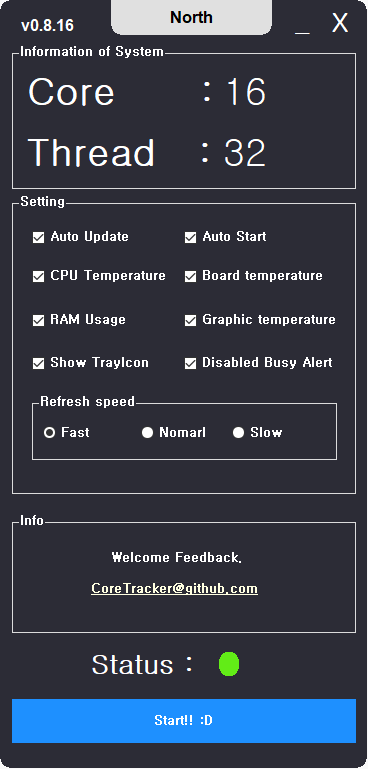 v0.8.16
North
_ X
Information of System
Core : 16
Thread : 32
Setting
Auto Update
Auto Start
CPU Temperature
Board temperature
RAM Usage
Graphic temperature
Show TrayIcon
Disabled Busy Alert
Refresh speed
Fast
Nomarl
Slow
Info
Welcome Feedback.
CoreTracker@github.com
Status :
Start!! :D